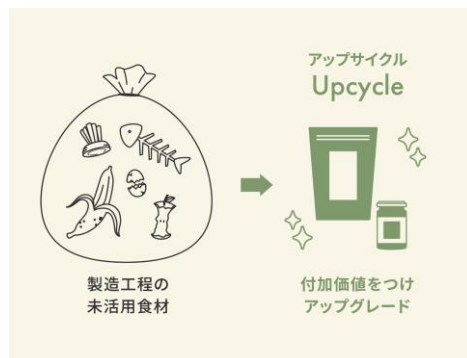 アップサイクル
Upcycle
製造工程の
未活用食材
付加価値をつけ
アップグレード